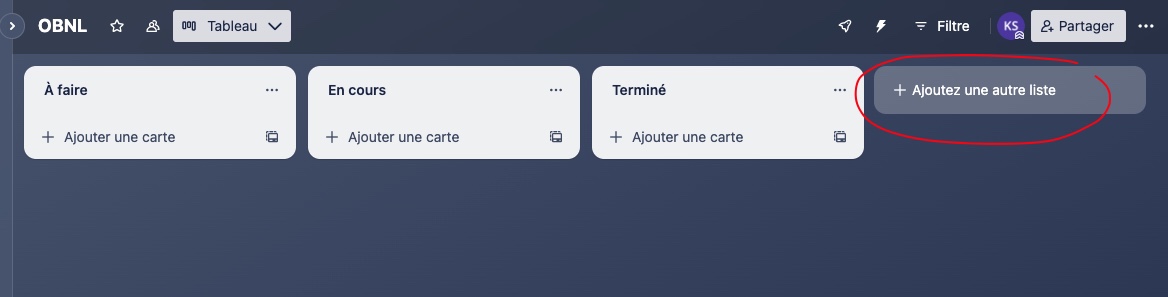 OBNL
Tableau
Filtre
KS
Partager
À faire
En cours
Terminé
+ Ajoutez une autre liste
+ Ajouter une carte
+ Ajouter une carte
+ Ajouter une carte